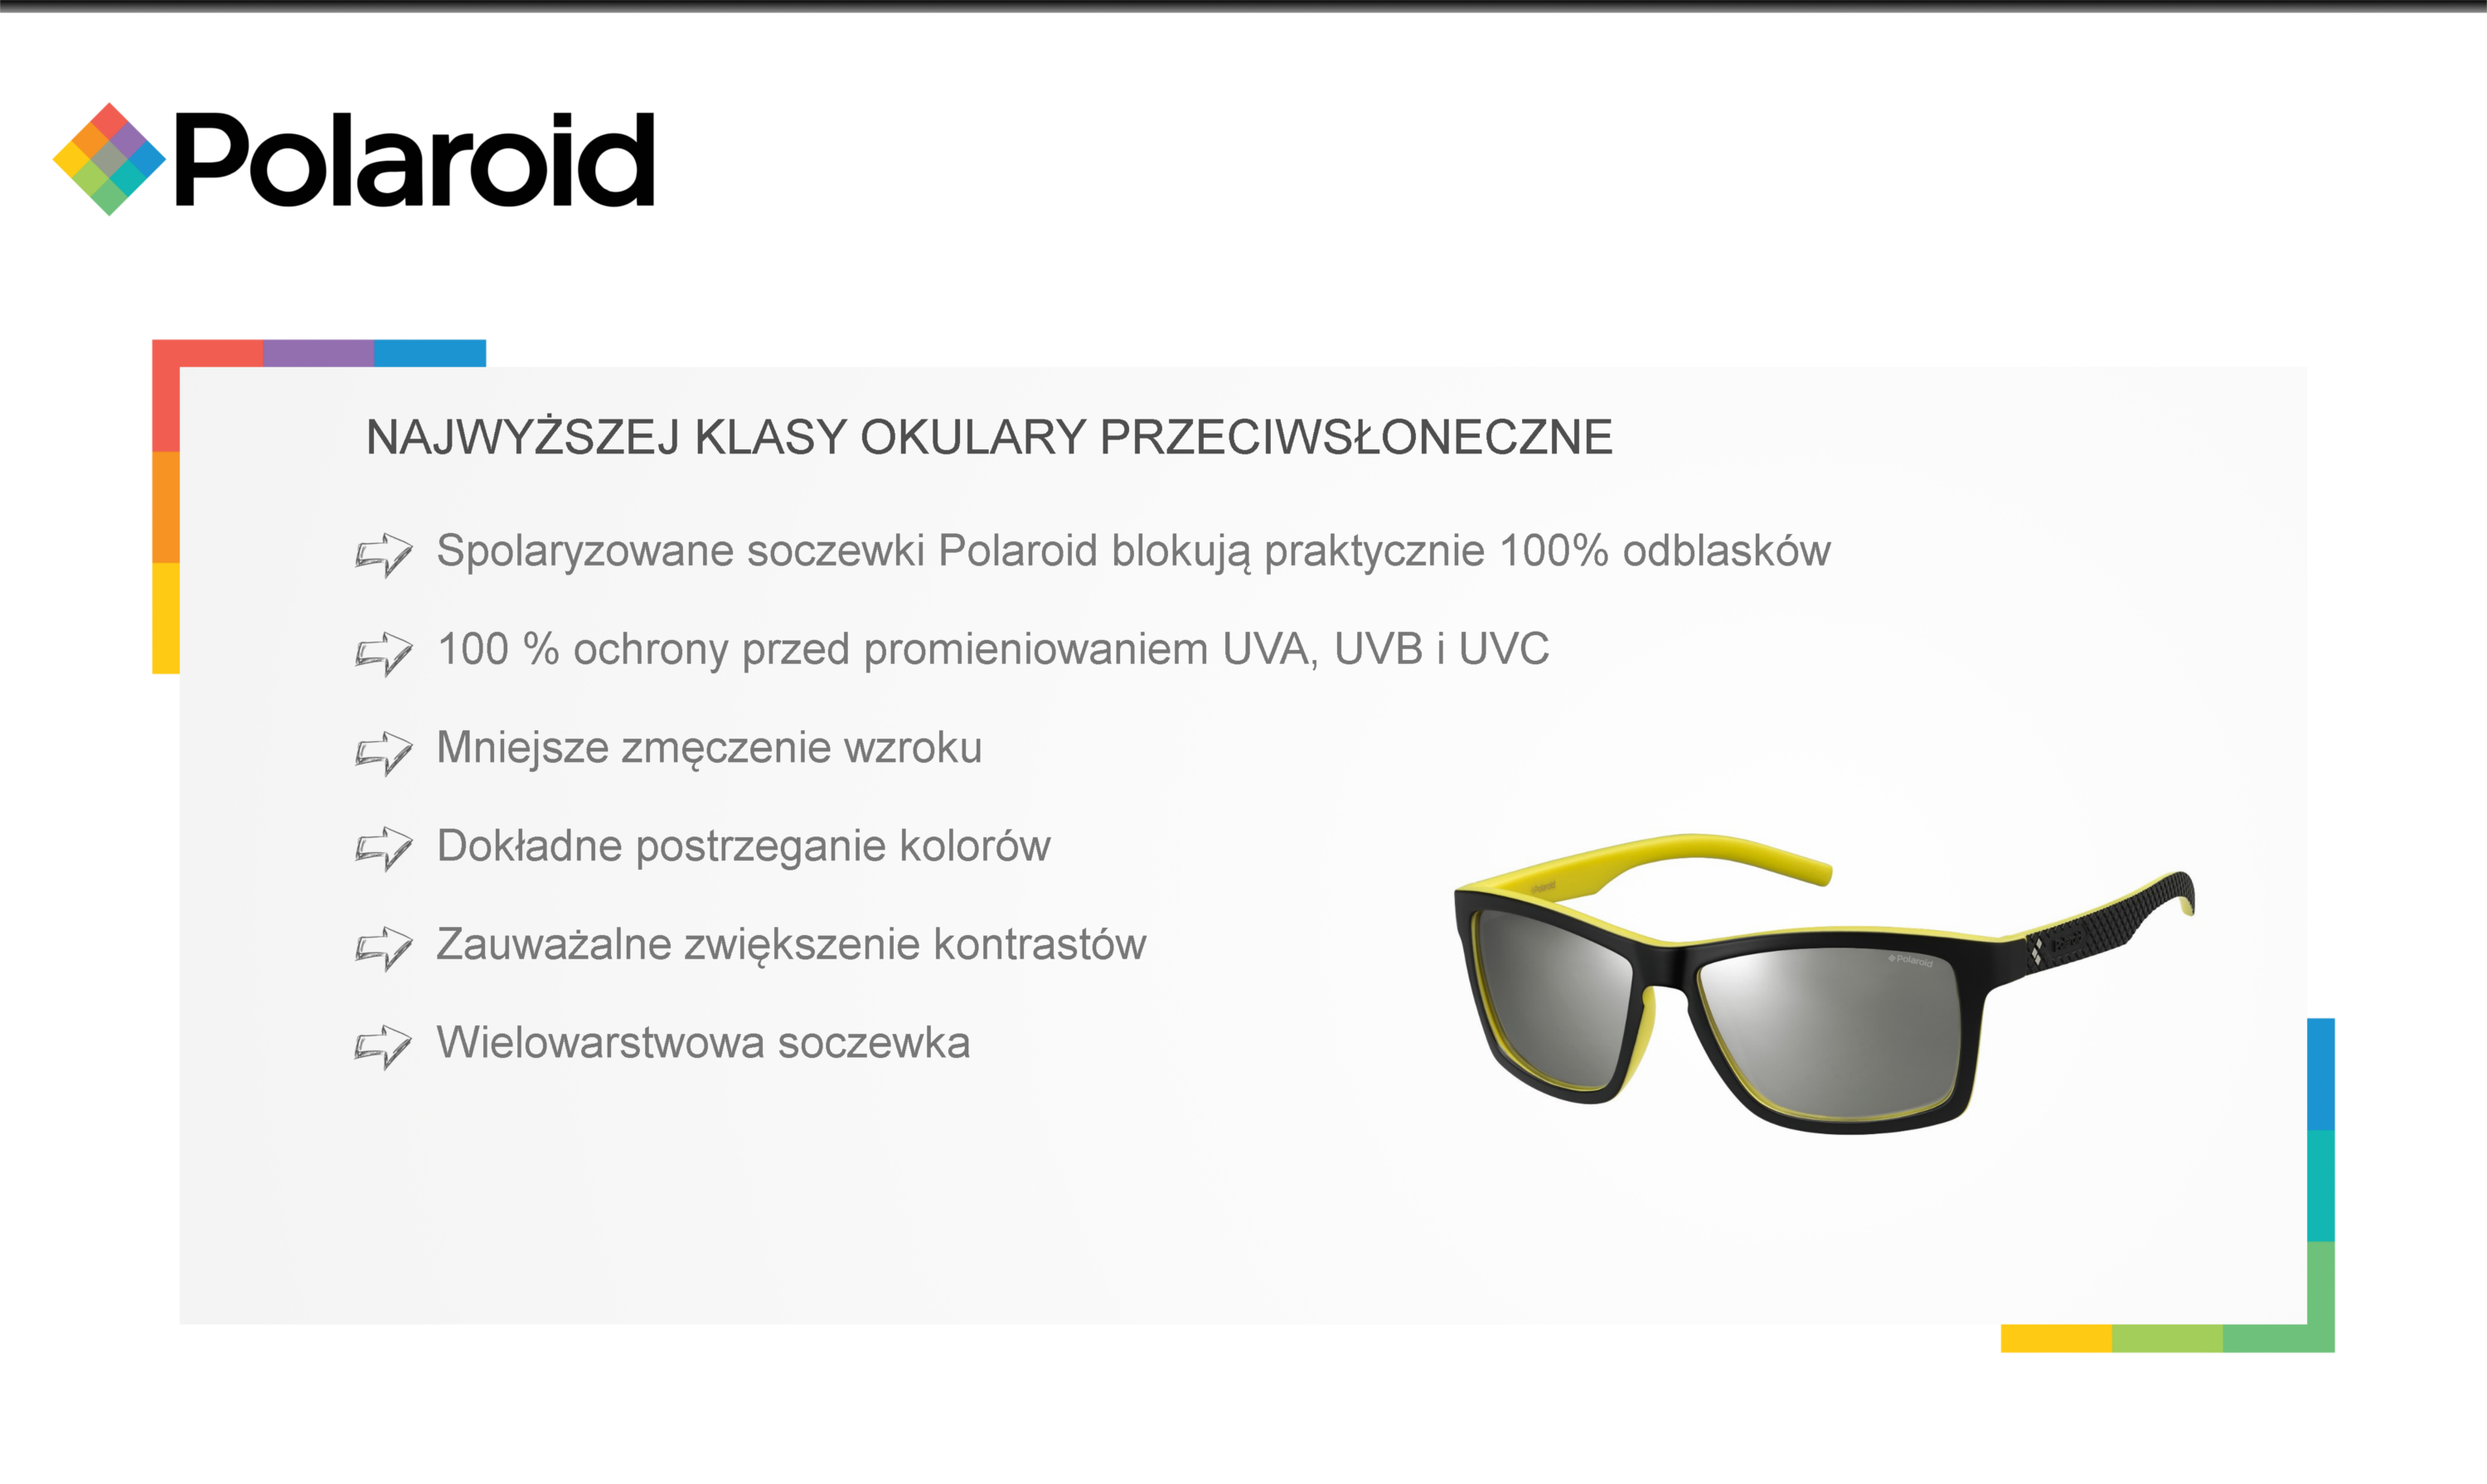 Polaroid
NAJWYŻSZEJ KLASY OKULARY PRZECIWSŁONECZNE
Spolaryzowane soczewki Polaroid blokują praktycznie 100% odblasków
100 % ochrony przed promieniowaniem UVA, UVB i UVC
Mniejsze zmęczenie wzroku
Dokładne postrzeganie kolorów
Zauważalne zwiększenie kontrastów
Wielowarstwowa soczewka
Polaroid